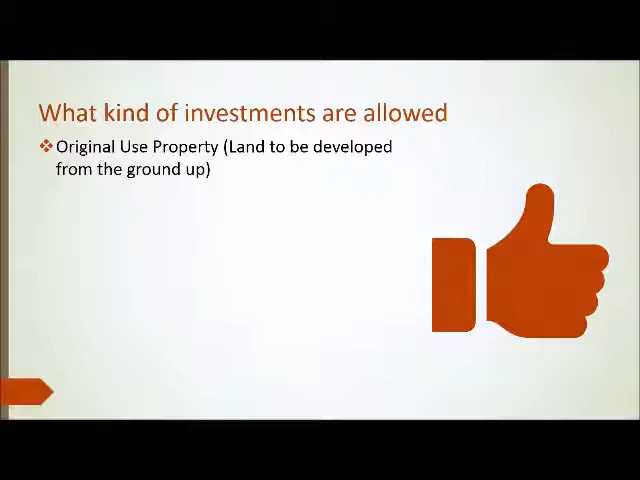 What kind of investments are allowed
Original Use Property (Land to be developed
from the ground up)